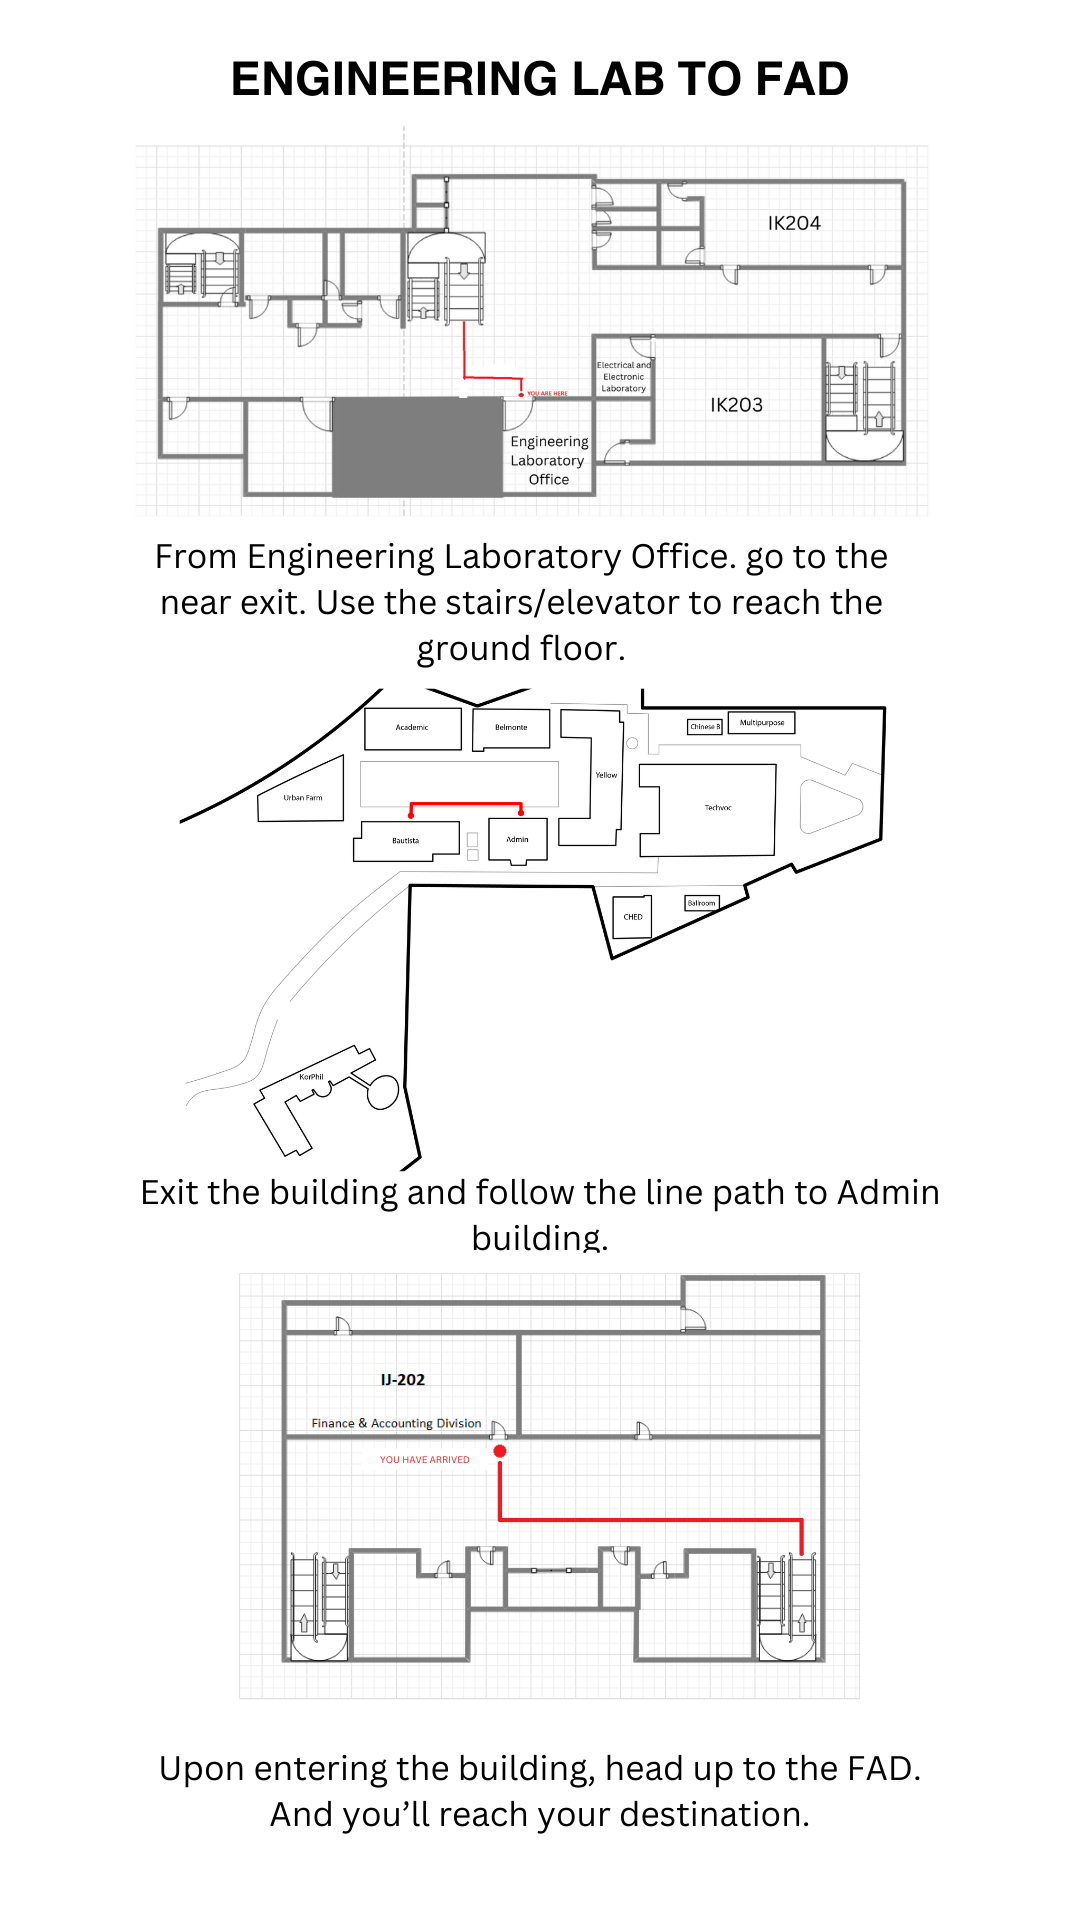 ENGINEERING LAB TO FAD
IK204
Electrical and
Electronic
Laboratory
YOU ARE HERE
IK203
Engineering
Laboratory
Office
From Engineering Laboratory Office. go to the
near exit. Use the stairs/elevator to reach the
ground floor.
Academic
Belmonte
Chinese B
Multipurpose
Yellow
Urban Farm
Techvoc
Bautista
Admin
CHED
Ballroom
KorPhil
Exit the building and follow the line path to Admin
building.
IJ-202
Finance & Accounting Division
YOU HAVE ARRIVED
Upon entering the building, head up to the FAD.
And you’ll reach your destination.